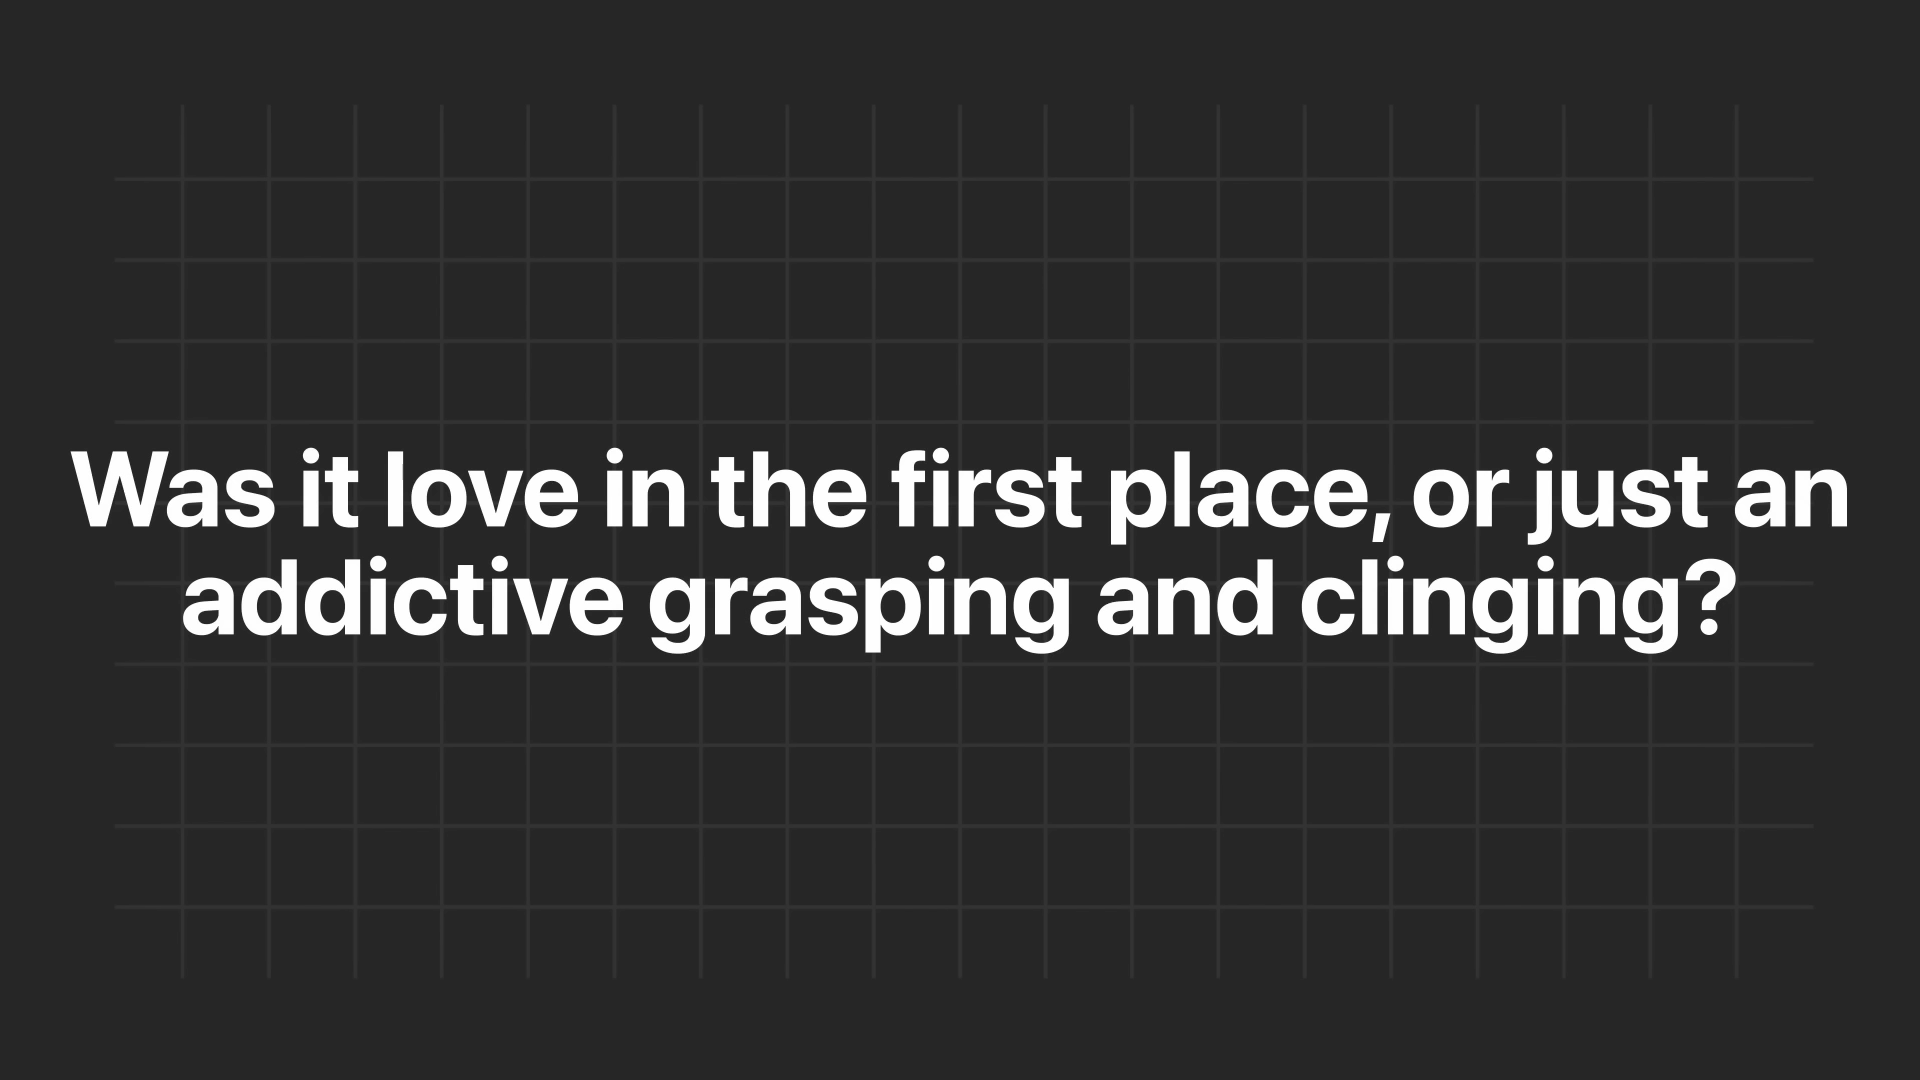 Was it love in the first place, or just an
addictive grasping and clinging?